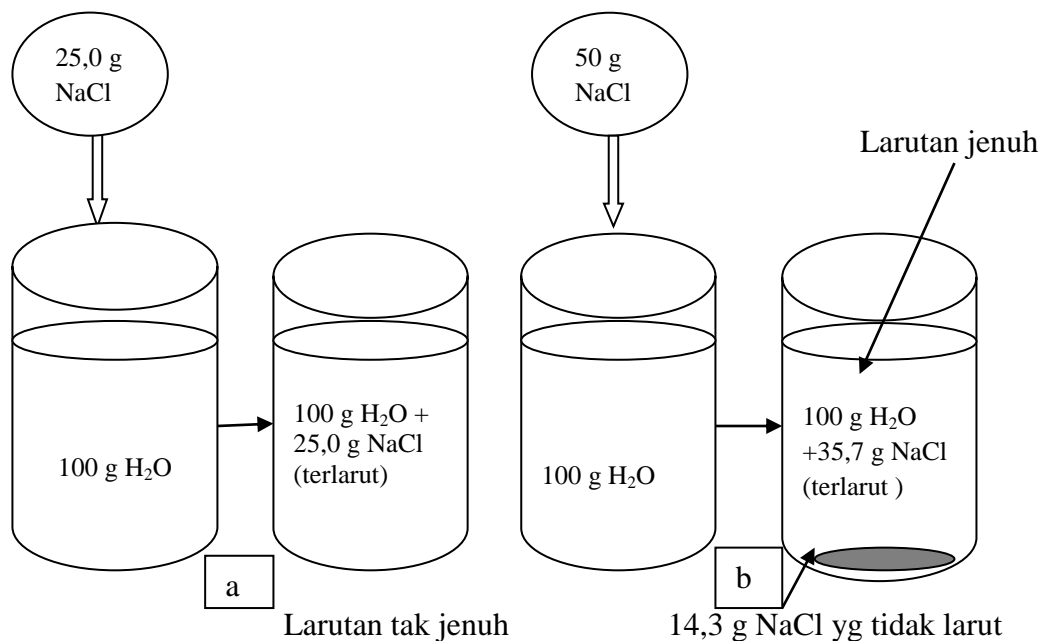 25,0 g
NaCl
50 g
NaCl
Larutan jenuh
100 g H₂O
100 g H₂O +
25,0 g NaCl
(terlarut)
100 g H₂O
100 g H₂O
+35,7 g NaCl
(terlarut )
a
b
Larutan tak jenuh
14,3 g NaCl yg tidak larut